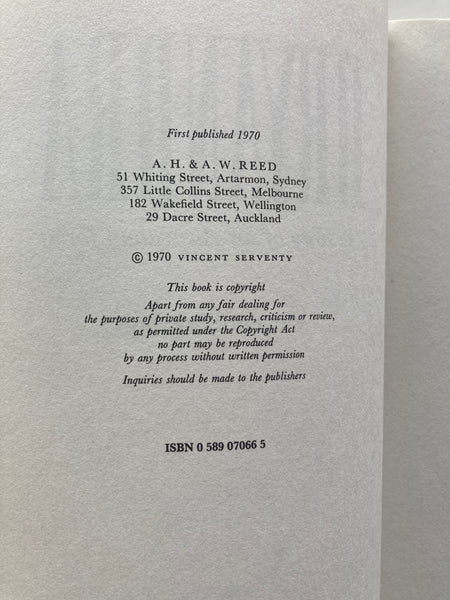 First published 1970
A. H. & A. W. REED
51 Whiting Street, Artarmon, Sydney
357 Little Collins Street, Melbourne
182 Wakefield Street, Wellington
29 Dacre Street, Auckland
© 1970 VINCENT SERVENTY
This book is copyright
Apart from any fair dealing for
the purposes of private study, research, criticism or review,
as permitted under the Copyright Act
no part may be reproduced
by any process without written permission
Inquiries should be made to the publishers
ISBN 0 589 07066 5